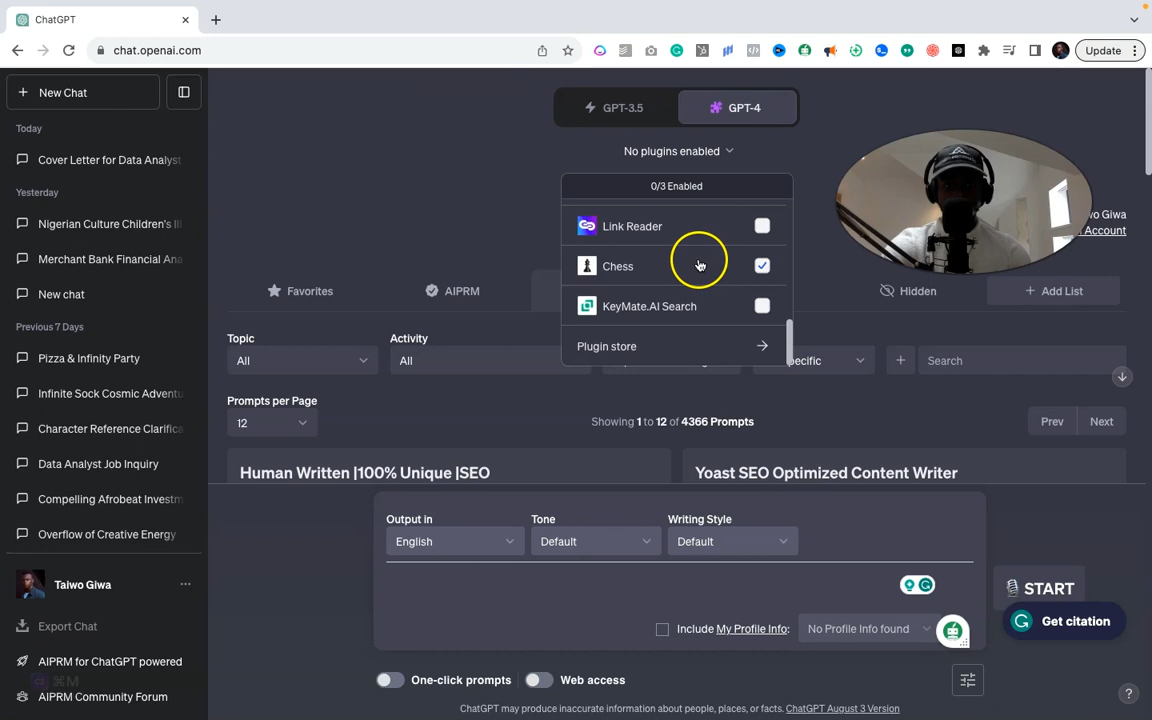 ChatGPT
chat.openai.com
Update
New Chat
Today
Cover Letter for Data Analyst
Yesterday
Nigerian Culture Children's Ill
Merchant Bank Financial Ana
New chat
Previous 7 Days
Pizza & Infinity Party
Infinite Sock Cosmic Adventu
Character Reference Clarifica
Data Analyst Job Inquiry
Compelling Afrobeat Investm
Overflow of Creative Energy
Taiwo Giwa
Export Chat
AIPRM for ChatGPT powered
⌘M
AIPRM Community Forum
GPT-3.5
GPT-4
No plugins enabled
0/3 Enabled
Link Reader
Chess
KeyMate.AI Search
Plugin store
wo Giwa
Account
Favorites
AIPRM
Hidden
+ Add List
Topic
Activity
All
All
ecific
+
Search
Prompts per Page
12
Showing 1 to 12 of 4366 Prompts
Prev
Next
Human Written |100% Unique |SEO
Yoast SEO Optimized Content Writer
Output in
Tone
Writing Style
English
Default
Default
START
Get citation
Include My Profile Info:
No Profile Info found
One-click prompts
Web access
ChatGPT may produce inaccurate information about people, places, or facts. ChatGPT August 3 Version
?